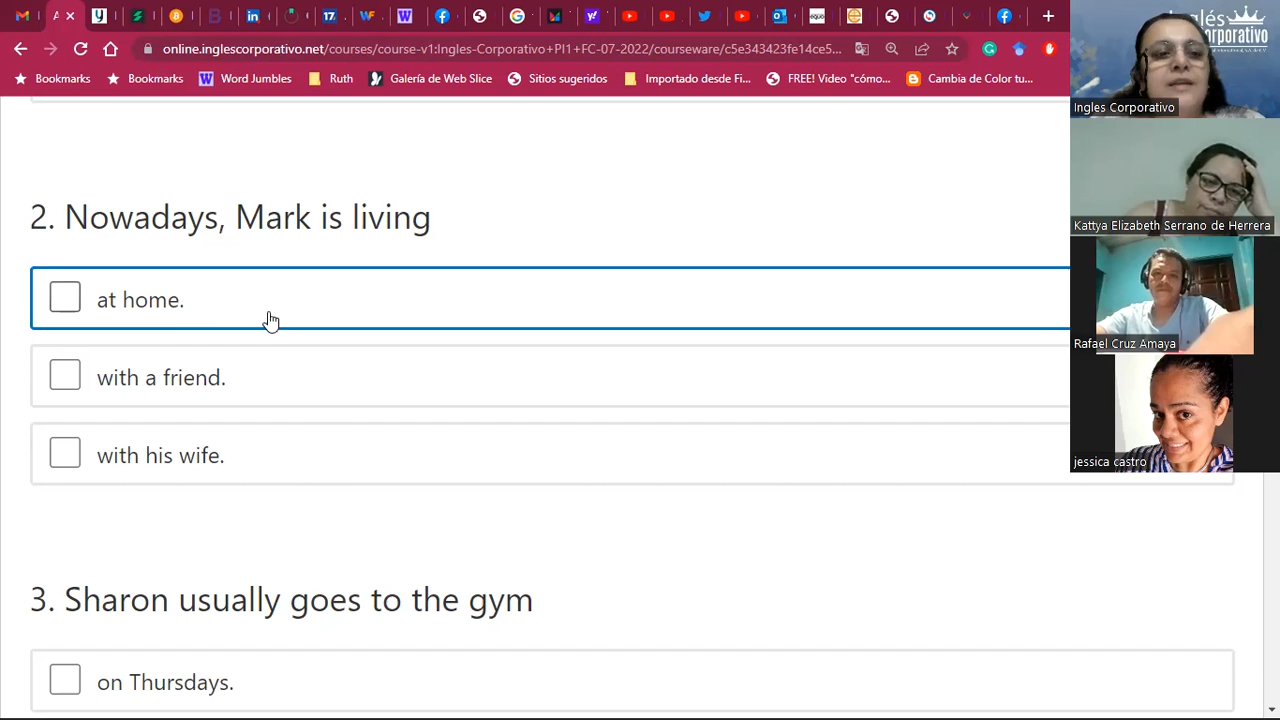 online.inglescorporativo.net/courses/course-v1:Ingles-Corporativo+PI1+FC-07-2022/courseware/c5e343423fe14ce5...
Bookmarks Bookmarks Word Jumbles Ruth Galería de Web Slice Sitios sugeridos Importado desde Fi... FREE! Video "cómo... Cambia de Color tu...
2. Nowadays, Mark is living
at home.
with a friend.
with his wife.
3. Sharon usually goes to the gym
on Thursdays.
Ingles Corporativo
Kattya Elizabeth Serrano de Herrera
Rafael Cruz Amaya
jessica castro